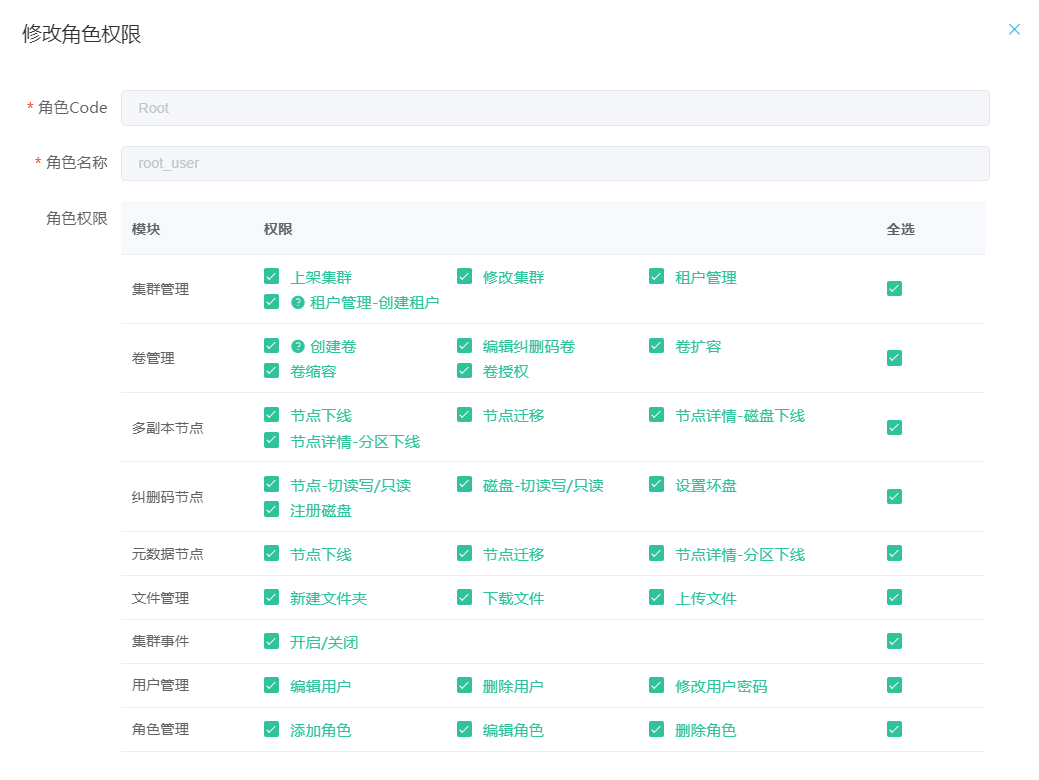 修改角色权限
* 角色Code Root
* 角色名称 root_user
角色权限 模块 权限 全选
集群管理 上架集群 修改集群 租户管理
租户管理-创建租户
卷管理 创建卷 编辑纠删码卷 卷扩容
卷缩容 卷授权
多副本节点 节点下线 节点迁移 节点详情-磁盘下线
节点详情-分区下线
纠删码节点 节点-切读写/只读 磁盘-切读写/只读 设置坏盘
注册磁盘
元数据节点 节点下线 节点迁移 节点详情-分区下线
文件管理 新建文件夹 下载文件 上传文件
集群事件 开启/关闭
用户管理 编辑用户 删除用户 修改用户密码
角色管理 添加角色 编辑角色 删除角色